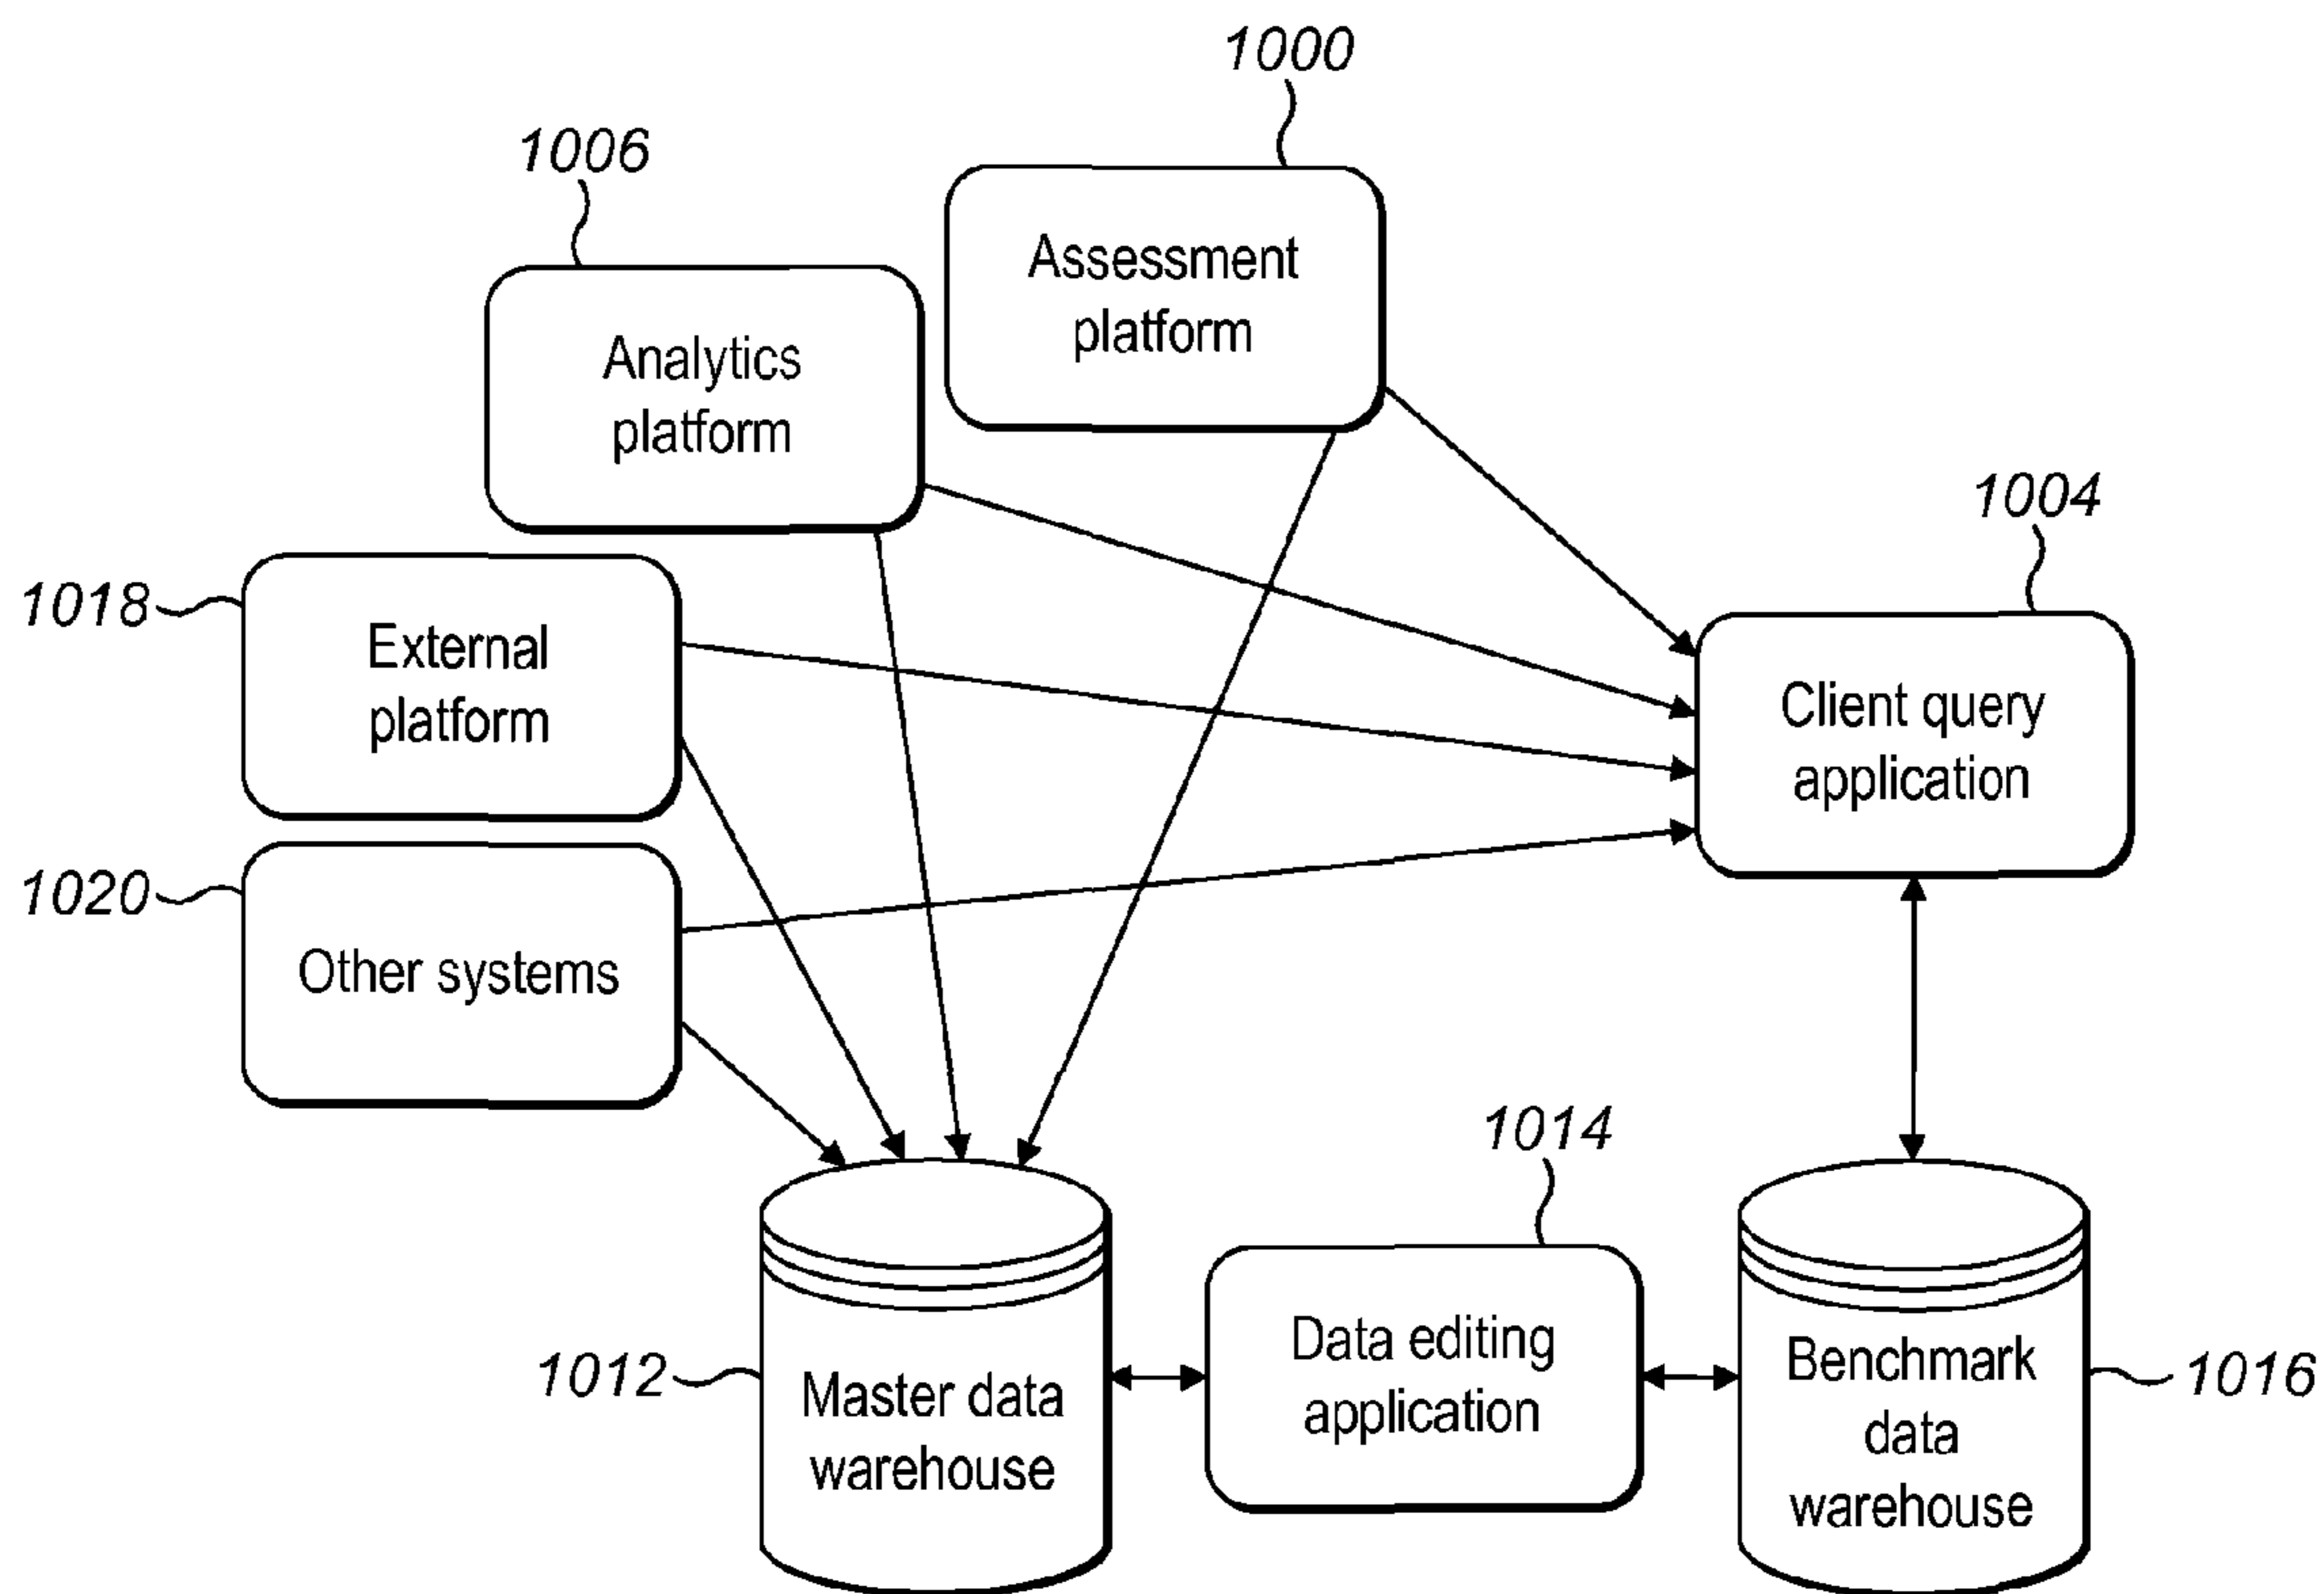 1000
1006
Assessment
platform
Analytics
platform
1004
1018
External
platform
Client query
application
1020
Other systems
1014
1012
Master data
warehouse
Data editing
application
Benchmark
data
warehouse
1016